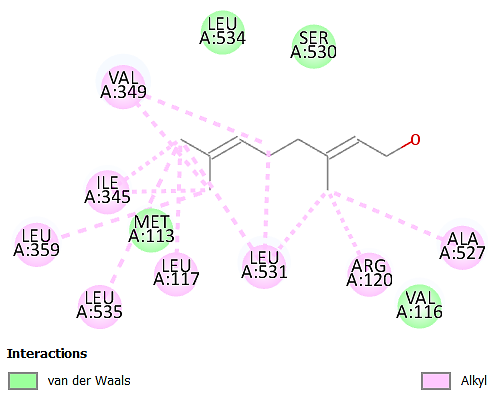 LEU
A:534
SER
A:530
VAL
A:349
O
ILE
A:345
MET
A:113
LEU
A:359
LEU
A:117
LEU
A:531
ARG
A:120
ALA
A:527
LEU
A:535
VAL
A:116
Interactions
van der Waals
Alkyl